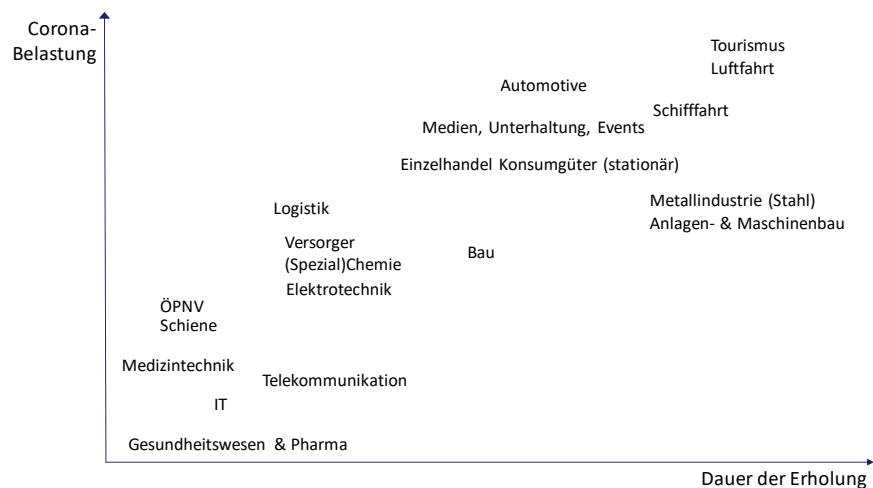 Corona-
Belastung
Tourismus
Luftfahrt
Automotive
Schifffahrt
Medien, Unterhaltung, Events
Einzelhandel Konsumgüter (stationär)
Metallindustrie (Stahl)
Anlagen- & Maschinenbau
Logistik
Versorger
(Spezial)Chemie
Bau
Elektrotechnik
ÖPNV
Schiene
Medizintechnik
Telekommunikation
IT
Gesundheitswesen & Pharma
Dauer der Erholung